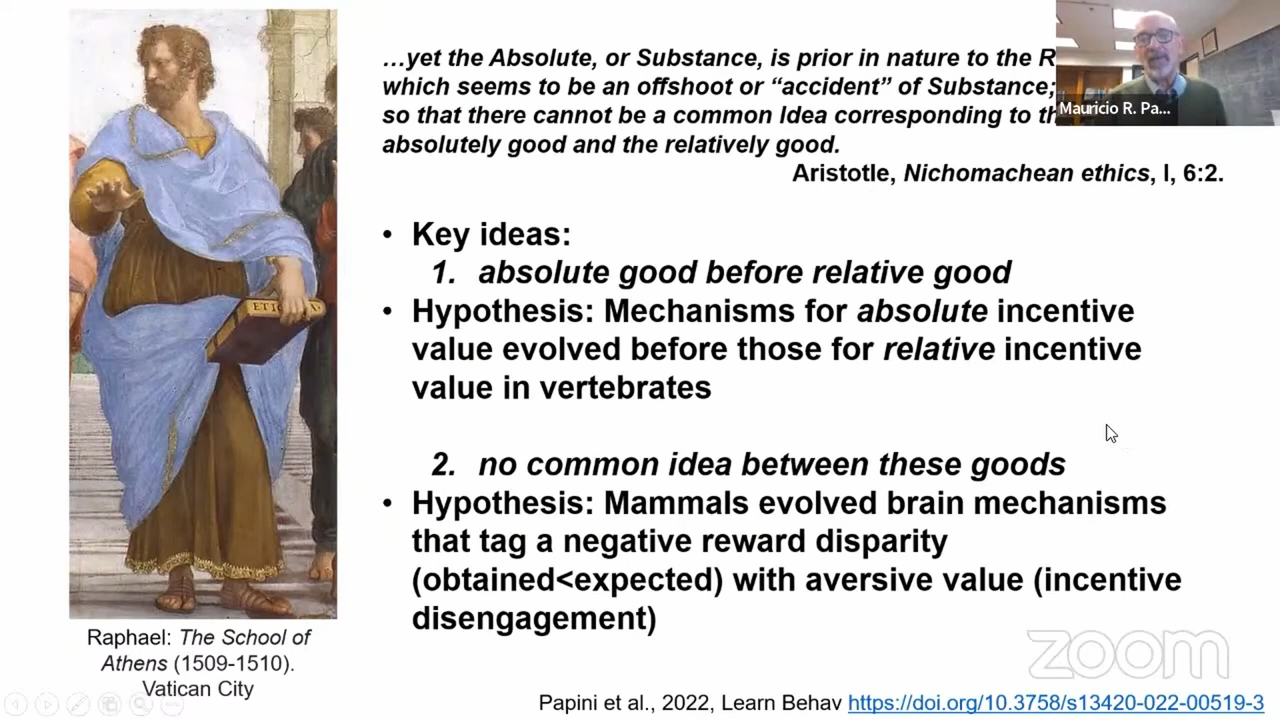 …yet the Absolute, or Substance, is prior in nature to the R
which seems to be an offshoot or “accident” of Substance;
so that there cannot be a common Idea corresponding to th
absolutely good and the relatively good.
Aristotle, Nichomachean ethics, I, 6:2.
Mauricio R. Pa...
• Key ideas:
1. absolute good before relative good
• Hypothesis: Mechanisms for absolute incentive
value evolved before those for relative incentive
value in vertebrates
2. no common idea between these goods
• Hypothesis: Mammals evolved brain mechanisms
that tag a negative reward disparity
(obtained<expected) with aversive value (incentive
disengagement)
Raphael: The School of
Athens (1509-1510).
Vatican City
zoom
Papini et al., 2022, Learn Behav https://doi.org/10.3758/s13420-022-00519-3